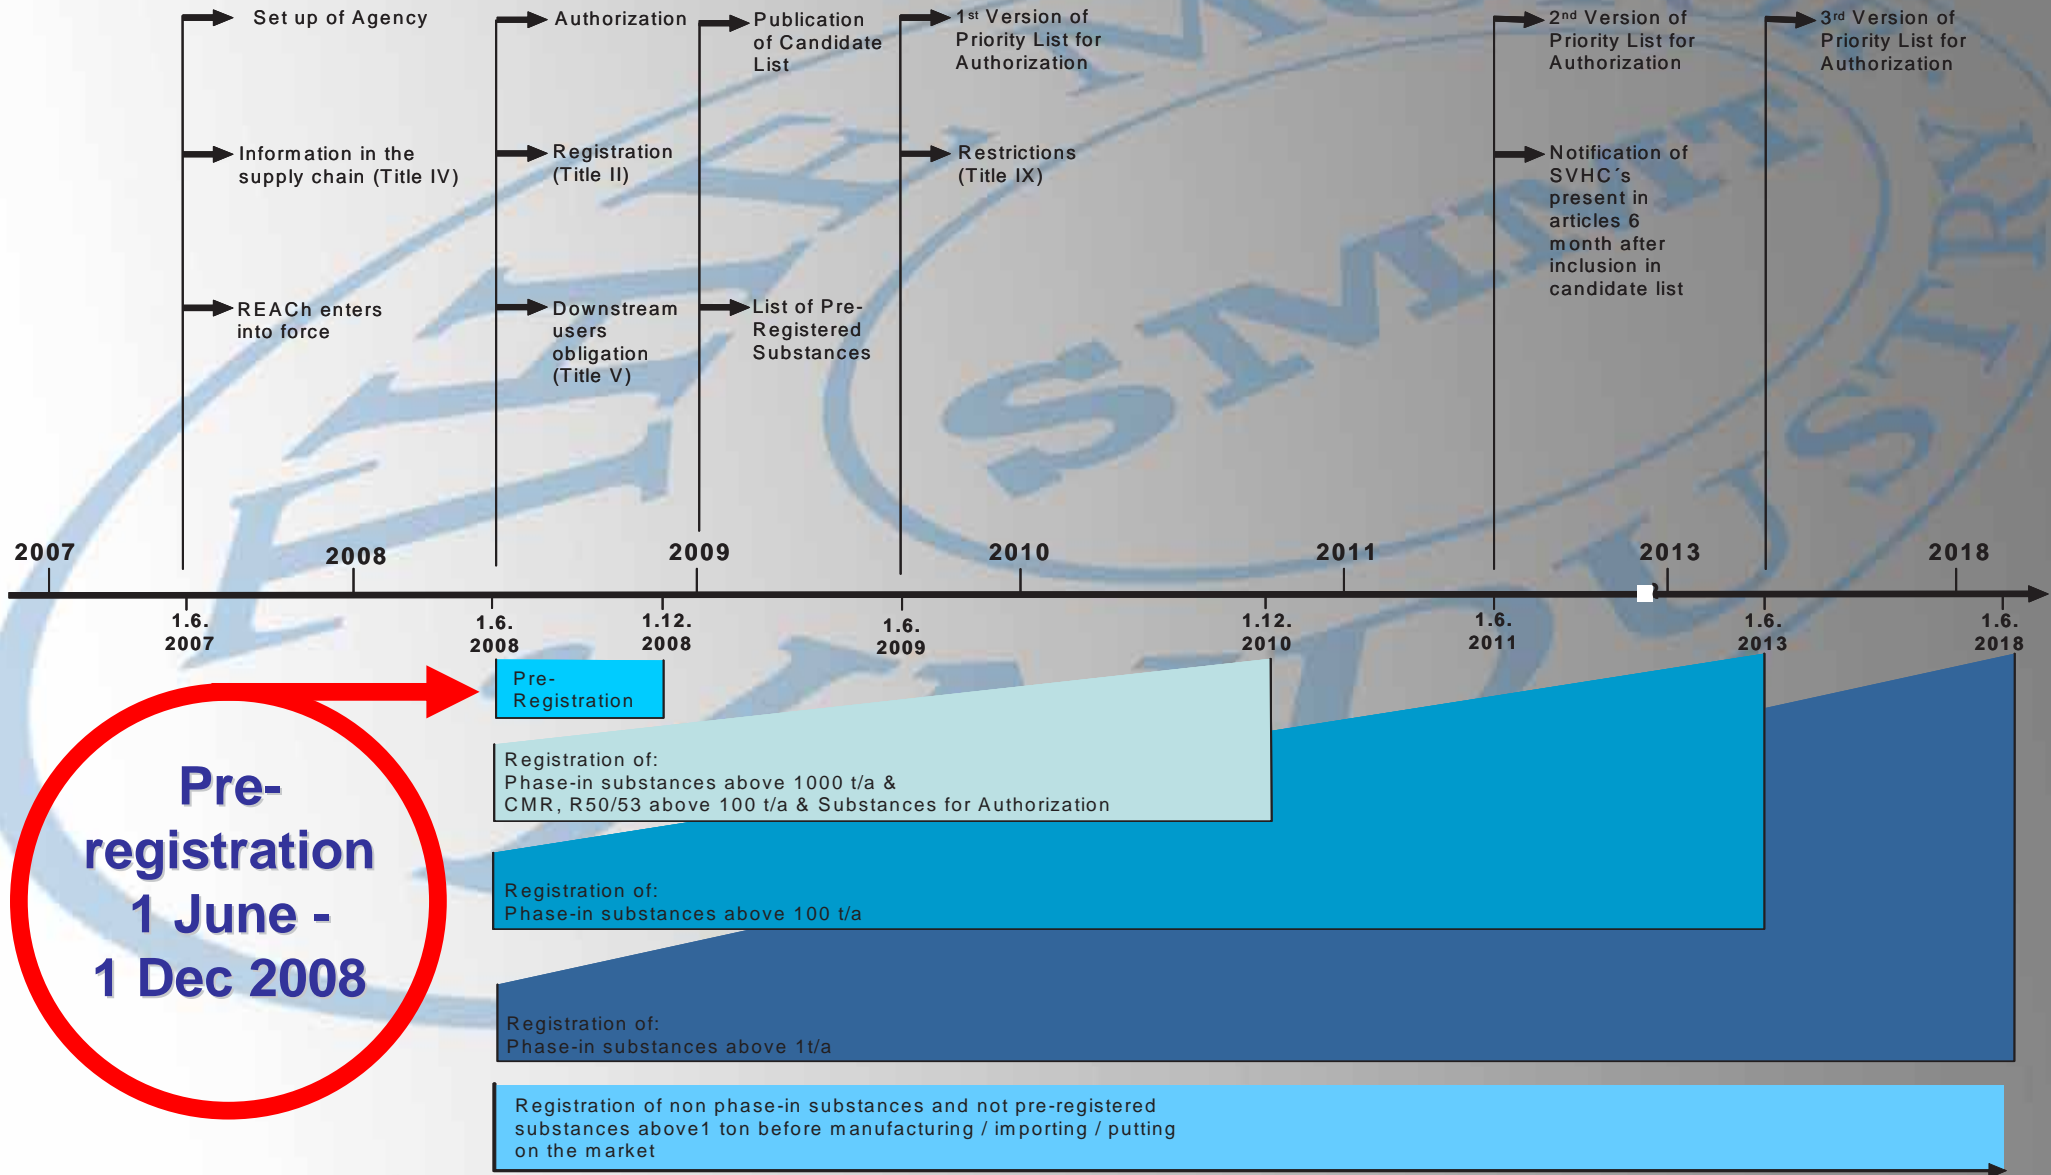 Set up of Agency
Information in the
supply chain (Title IV)
REACh enters
into force
Authorization
Registration
(Title II)
Downstream
users
obligation
(Title V)
Publication
of Candidate
List
List of Pre-
Registered
Substances
1st Version of
Priority List for
Authorization
Restrictions
(Title IX)
2nd Version of
Priority List for
Authorization
Notification of
SVHC´s
present in
articles 6
month after
inclusion in
candidate list
3rd Version of
Priority List for
Authorization
2007 2008 2009 2010 2011 2013 2018
1.6.
2007
1.6.
2008
1.12.
2008
1.6.
2009
1.12.
2010
1.6.
2011
1.6.
2013
1.6.
2018
Pre-
Registration
Registration of:
Phase-in substances above 1000 t/a &
CMR, R50/53 above 100 t/a & Substances for Authorization
Registration of:
Phase-in substances above 100 t/a
Registration of:
Phase-in substances above 1t/a
Registration of non phase-in substances and not pre-registered
substances above1 ton before manufacturing / importing / putting
on the market
Pre-
registration
1 June -
1 Dec 2008
SMMT
INDUSTRY